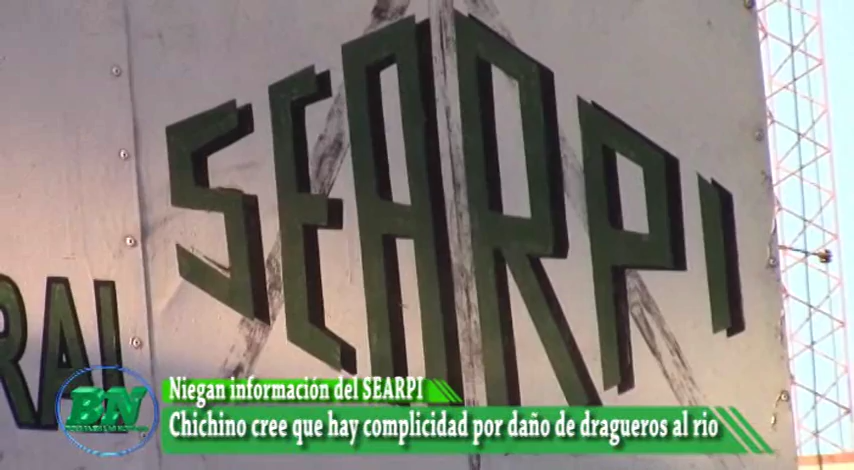 SEARPI
RAL
BN
Niegan información del SEARPI
Chichino cree que hay complicidad por daño de dragueros al rio